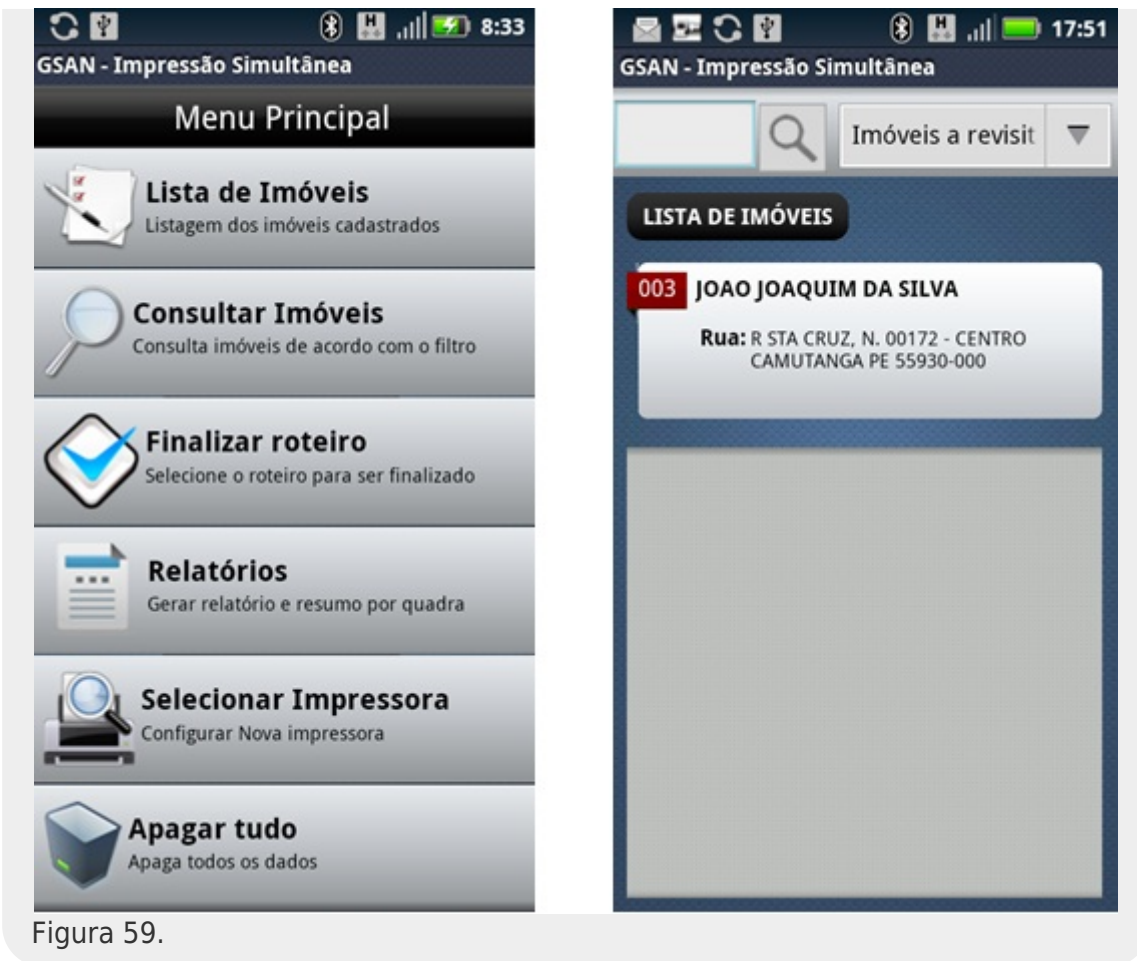 8:33
GSAN - Impressão Simultânea
Menu Principal
Lista de Imóveis
Listagem dos imóveis cadastrados
Consultar Imóveis
Consulta imóveis de acordo com o filtro
Finalizar roteiro
Selecione o roteiro para ser finalizado
Relatórios
Gerar relatório e resumo por quadra
Selecionar Impressora
Configurar Nova impressora
Apagar tudo
Apaga todos os dados
H 17:51
GSAN - Impressão Simultânea
Imóveis a revisit
LISTA DE IMÓVEIS
003 JOAO JOAQUIM DA SILVA
Rua: R STA CRUZ, N. 00172 - CENTRO
CAMUTANGA PE 55930-000
Figura 59.